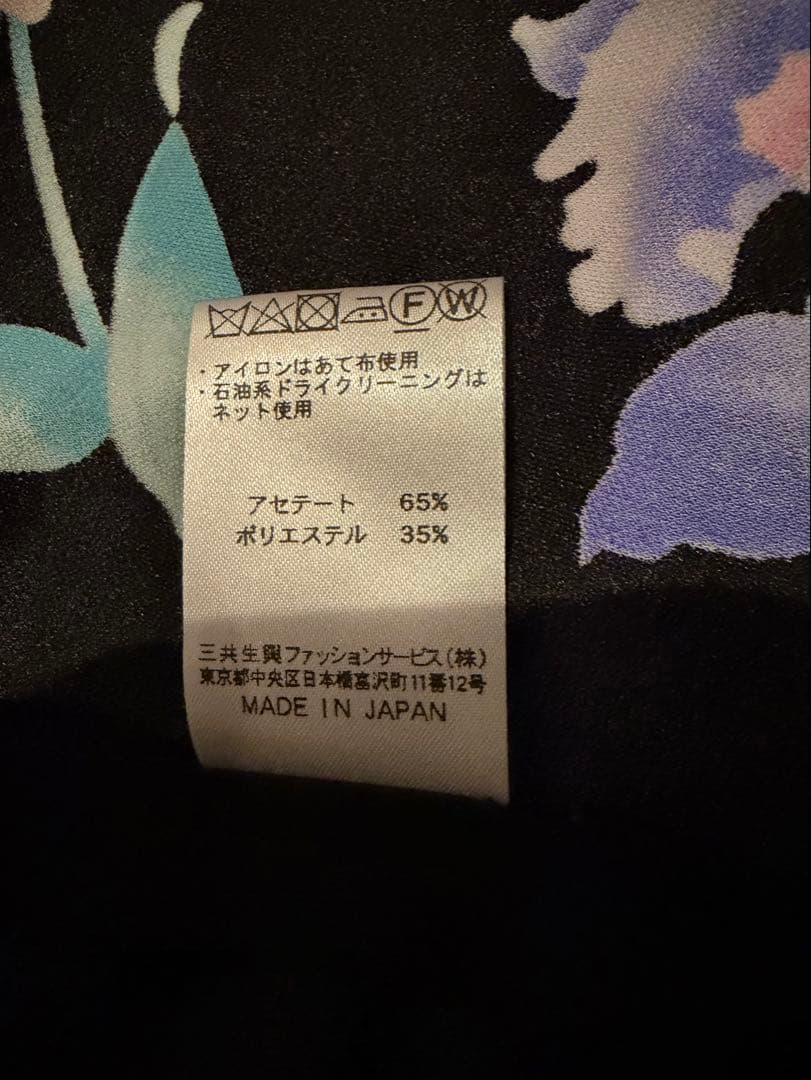 F W
・アイロンはあて布使用
・石油系ドライクリーニングは
ネット使用
アセテート 65%
ポリエステル 35%
三共生興ファッションサービス(株)
東京都中央区日本橋富沢町11番12号
MADE IN JAPAN